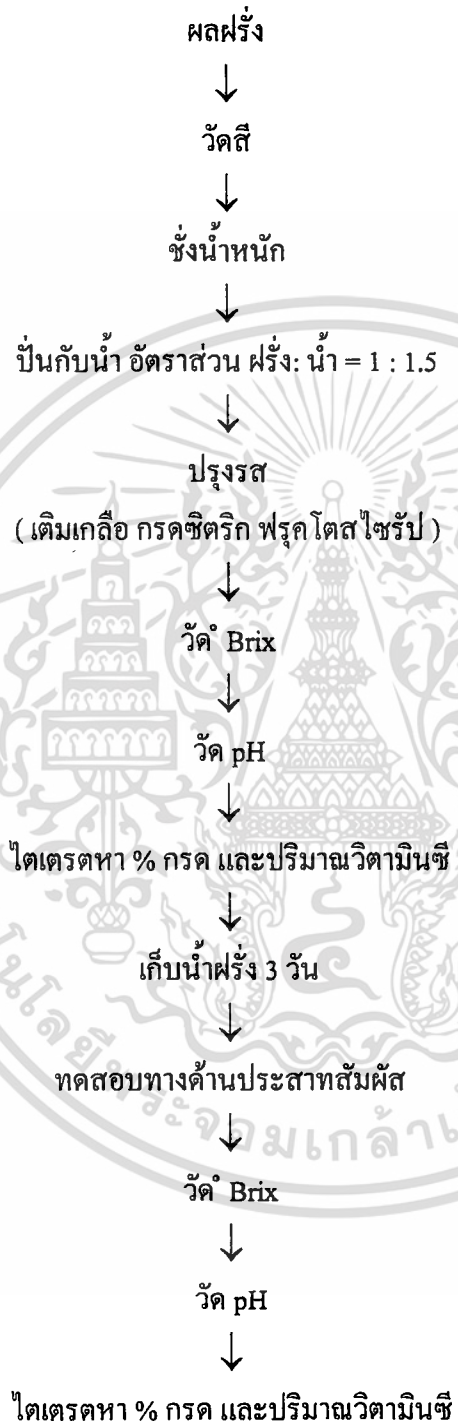 ผลฝรั่ง
↓
วัดสี
↓
ชั่งน้ำหนัก
↓
ปั่นกับน้ำ อัตราส่วน ฝรั่ง: น้ำ = 1 : 1.5
↓
ปรุงรส
( เติมเกลือ กรดซิตริก ฟรุคโตสไซรัป )
↓
วัด ํ Brix
↓
วัด pH
↓
ไตเตรตหา % กรด และปริมาณวิตามินซี
↓
เก็บน้ำฝรั่ง 3 วัน
↓
ทดสอบทางด้านประสาทสัมผัส
↓
วัด ํ Brix
↓
วัด pH
↓
ไตเตรตหา % กรด และปริมาณวิตามินซี